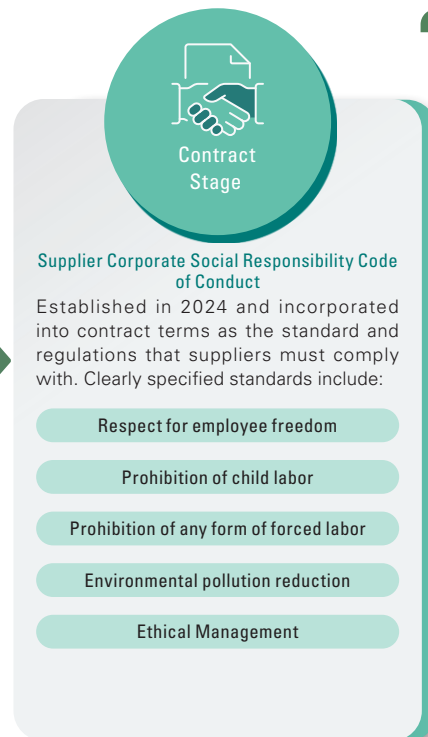 Contract
Stage
Supplier Corporate Social Responsibility Code
of Conduct
Established in 2024 and incorporated
into contract terms as the standard and
regulations that suppliers must comply
with. Clearly specified standards include:
Respect for employee freedom
Prohibition of child labor
Prohibition of any form of forced labor
Environmental pollution reduction
Ethical Management